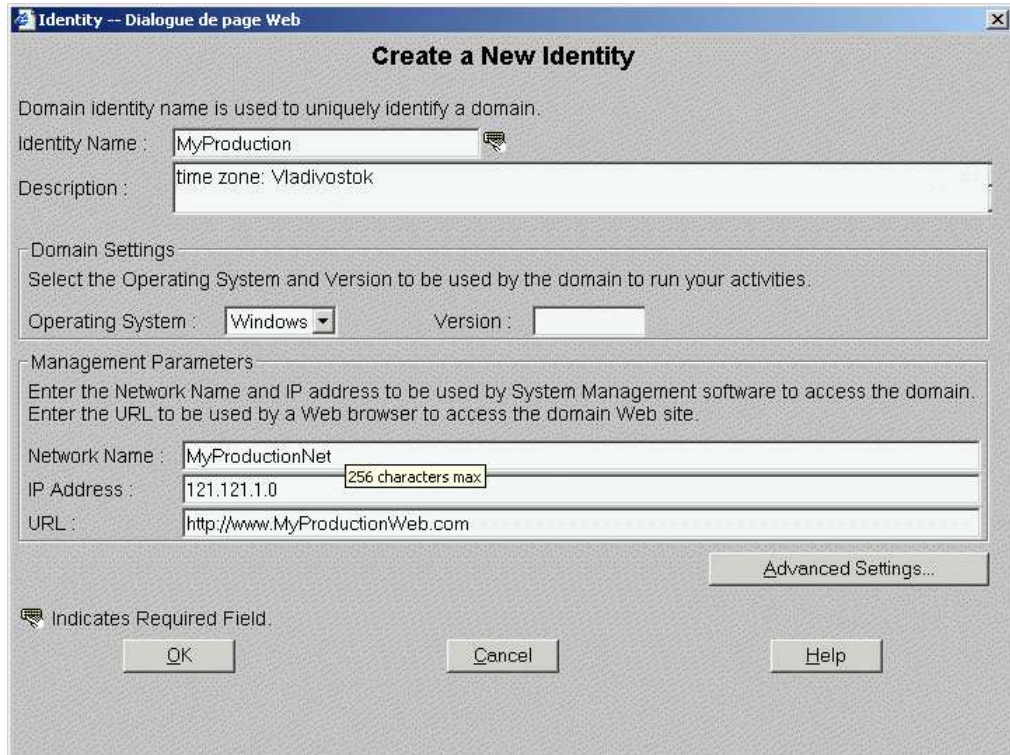 Identity -- Dialogue de page Web
Create a New Identity
Domain identity name is used to uniquely identify a domain.
Identity Name : MyProduction
Description : time zone: Vladivostok
Domain Settings
Select the Operating System and Version to be used by the domain to run your activities.
Operating System : Windows Version :
Management Parameters
Enter the Network Name and IP address to be used by System Management software to access the domain.
Enter the URL to be used by a Web browser to access the domain Web site.
Network Name : MyProductionNet
256 characters max
IP Address : 121.121.1.0
URL : http://www.MyProductionWeb.com
Advanced Settings...
Indicates Required Field.
OK Cancel Help